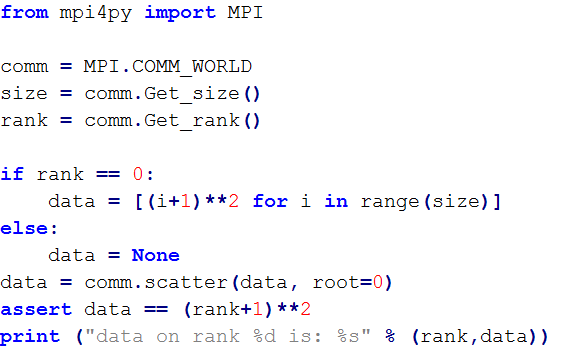 from mpi4py import MPI

comm = MPI.COMM_WORLD
size = comm.Get_size()
rank = comm.Get_rank()

if rank == 0:
    data = [(i+1)**2 for i in range(size)]
else:
    data = None
data = comm.scatter(data, root=0)
assert data == (rank+1)**2
print ("data on rank %d is: %s" % (rank,data))